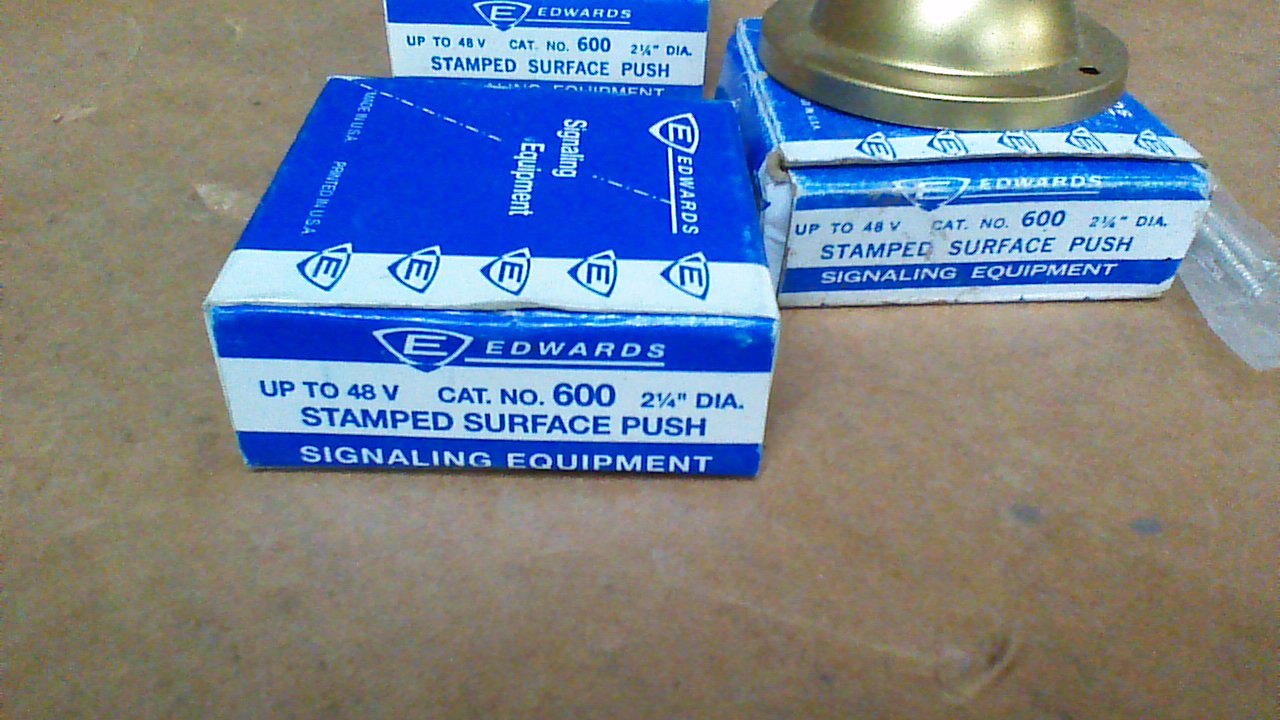 E EDWARDS
UP TO 48 V CAT. NO. 600 2¼" DIA.
STAMPED SURFACE PUSH
SIGNALING EQUIPMENT
MADE IN U.S.A. PRINTED IN U.S.A.
Signaling
Equipment
E EDWARDS
E E E E E
E EDWARDS
UP TO 48 V CAT. NO. 600 2¼" DIA.
STAMPED SURFACE PUSH
SIGNALING EQUIPMENT
E E E E E
E EDWARDS
UP TO 48 V CAT. NO. 600 2¼" DIA.
STAMPED SURFACE PUSH
SIGNALING EQUIPMENT